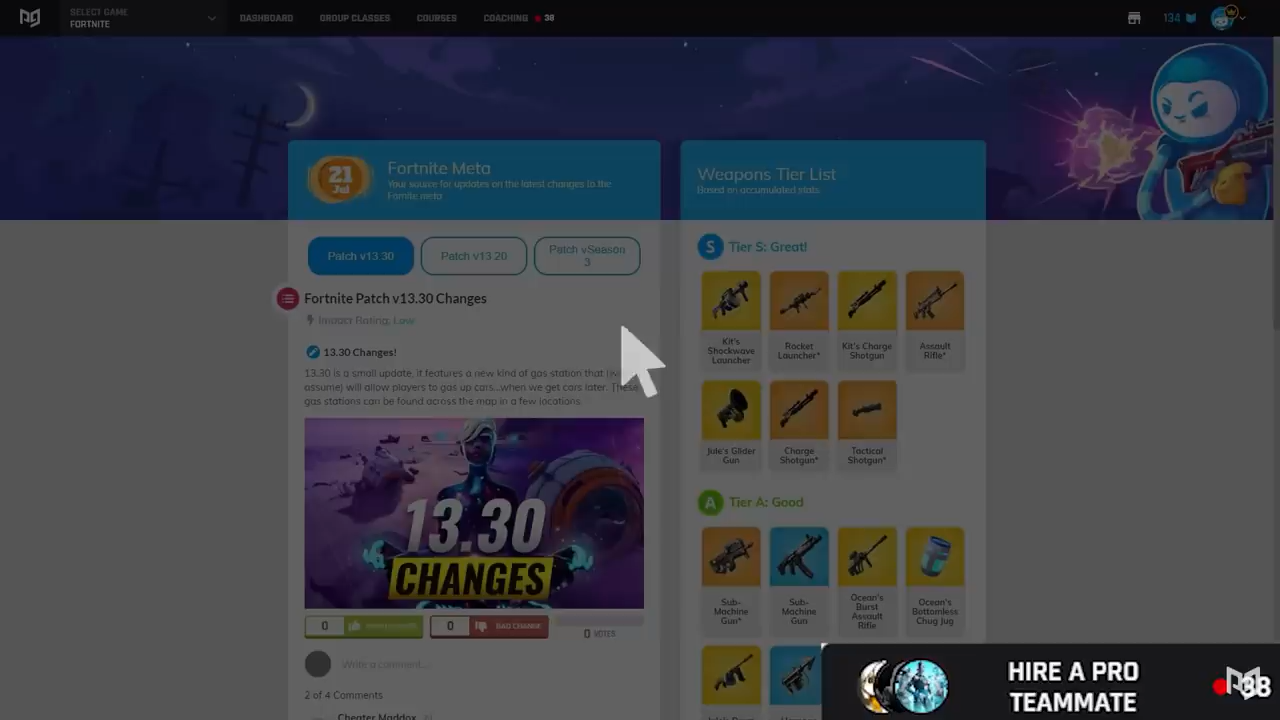 SELECT GAME
FORTNITE
DASHBOARD
GROUP CLASSES
COURSES
COACHING 38
134
21
Jul
Fortnite Meta
Your source for updates on the latest changes to the
Fornite meta
Weapons Tier List
Based on accumulated stats.
Patch v13.30
Patch v13.20
Patch vSeason
3
Fortnite Patch v13.30 Changes
Impact Rating: Low
13.30 Changes!
13.30 is a small update, it features a new kind of gas station that
assume) will allow players to gas up cars...when we get cars later. These
gas stations can be found across the map in a few locations.
13.30
CHANGES
0
0
BAD CHANGE
0 VOTES
Write a comment...
2 of 4 Comments
Cheater Maddox
S Tier S: Great!
Kit's
Shockwave
Launcher
Rocket
Launcher*
Kit's Charge
Shotgun
Assault
Rifle*
Jule's Glider
Gun
Charge
Shotgun*
Tactical
Shotgun*
A Tier A: Good
Sub-
Machine
Gun*
Sub-
Machine
Gun
Ocean's
Burst
Assault
Rifle
Ocean's
Bottomless
Chug Jug
HIRE A PRO
TEAMMATE
38